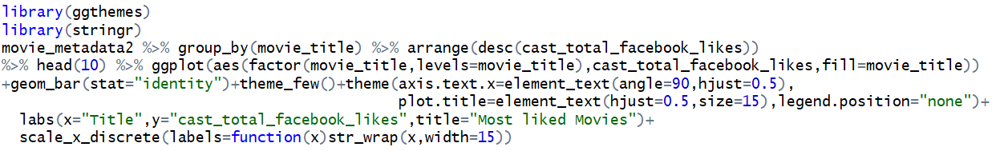 library(ggthemes)
library(stringr)
movie_metadata2 %>% group_by(movie_title) %>% arrange(desc(cast_total_facebook_likes))
%>% head(10) %>% ggplot(aes(factor(movie_title,levels=movie_title),cast_total_facebook_likes,fill=movie_title))
+geom_bar(stat="identity")+theme_few()+theme(axis.text.x=element_text(angle=90,hjust=0.5),
plot.title=element_text(hjust=0.5,size=15),legend.position="none")+
labs(x="Title",y="cast_total_facebook_likes",title="Most liked Movies")+
scale_x_discrete(labels=function(x)str_wrap(x,width=15))